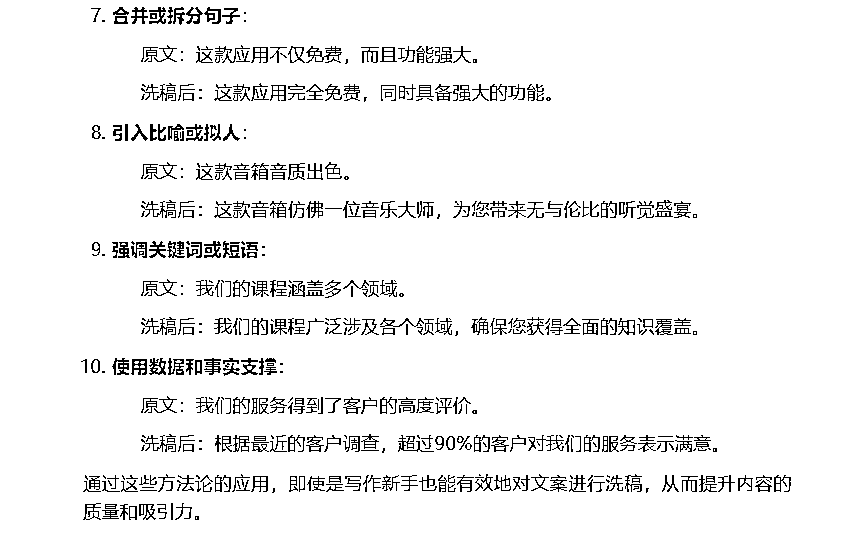 7. 合并或拆分句子：
原文：这款应用不仅免费，而且功能强大。
洗稿后：这款应用完全免费，同时具备强大的功能。
8. 引入比喻或拟人：
原文：这款音箱音质出色。
洗稿后：这款音箱仿佛一位音乐大师，为您带来无与伦比的听觉盛宴。
9. 强调关键词或短语：
原文：我们的课程涵盖多个领域。
洗稿后：我们的课程广泛涉及各个领域，确保您获得全面的知识覆盖。
10. 使用数据和事实支撑：
原文：我们的服务得到了客户的高度评价。
洗稿后：根据最近的客户调查，超过90%的客户对我们的服务表示满意。
通过这些方法论的应用，即使是写作新手也能有效地对文案进行洗稿，从而提升内容的
质量和吸引力。